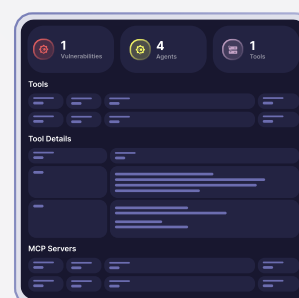 1
Vulnerabilities
4
Agents
1
Tools
Tools
Tool Details
MCP Servers